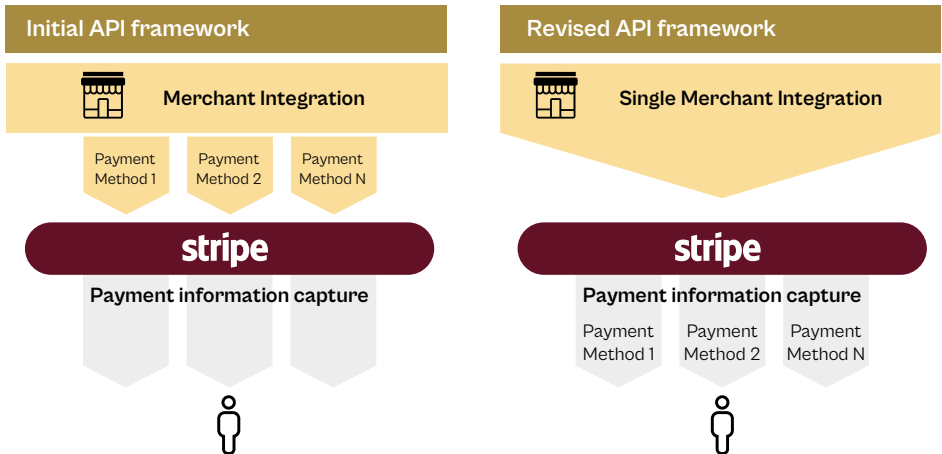 Initial API framework
Merchant Integration
Payment
Method 1
Payment
Method 2
Payment
Method N
stripe
Payment information capture
Revised API framework
Single Merchant Integration
stripe
Payment information capture
Payment
Method 1
Payment
Method 2
Payment
Method N